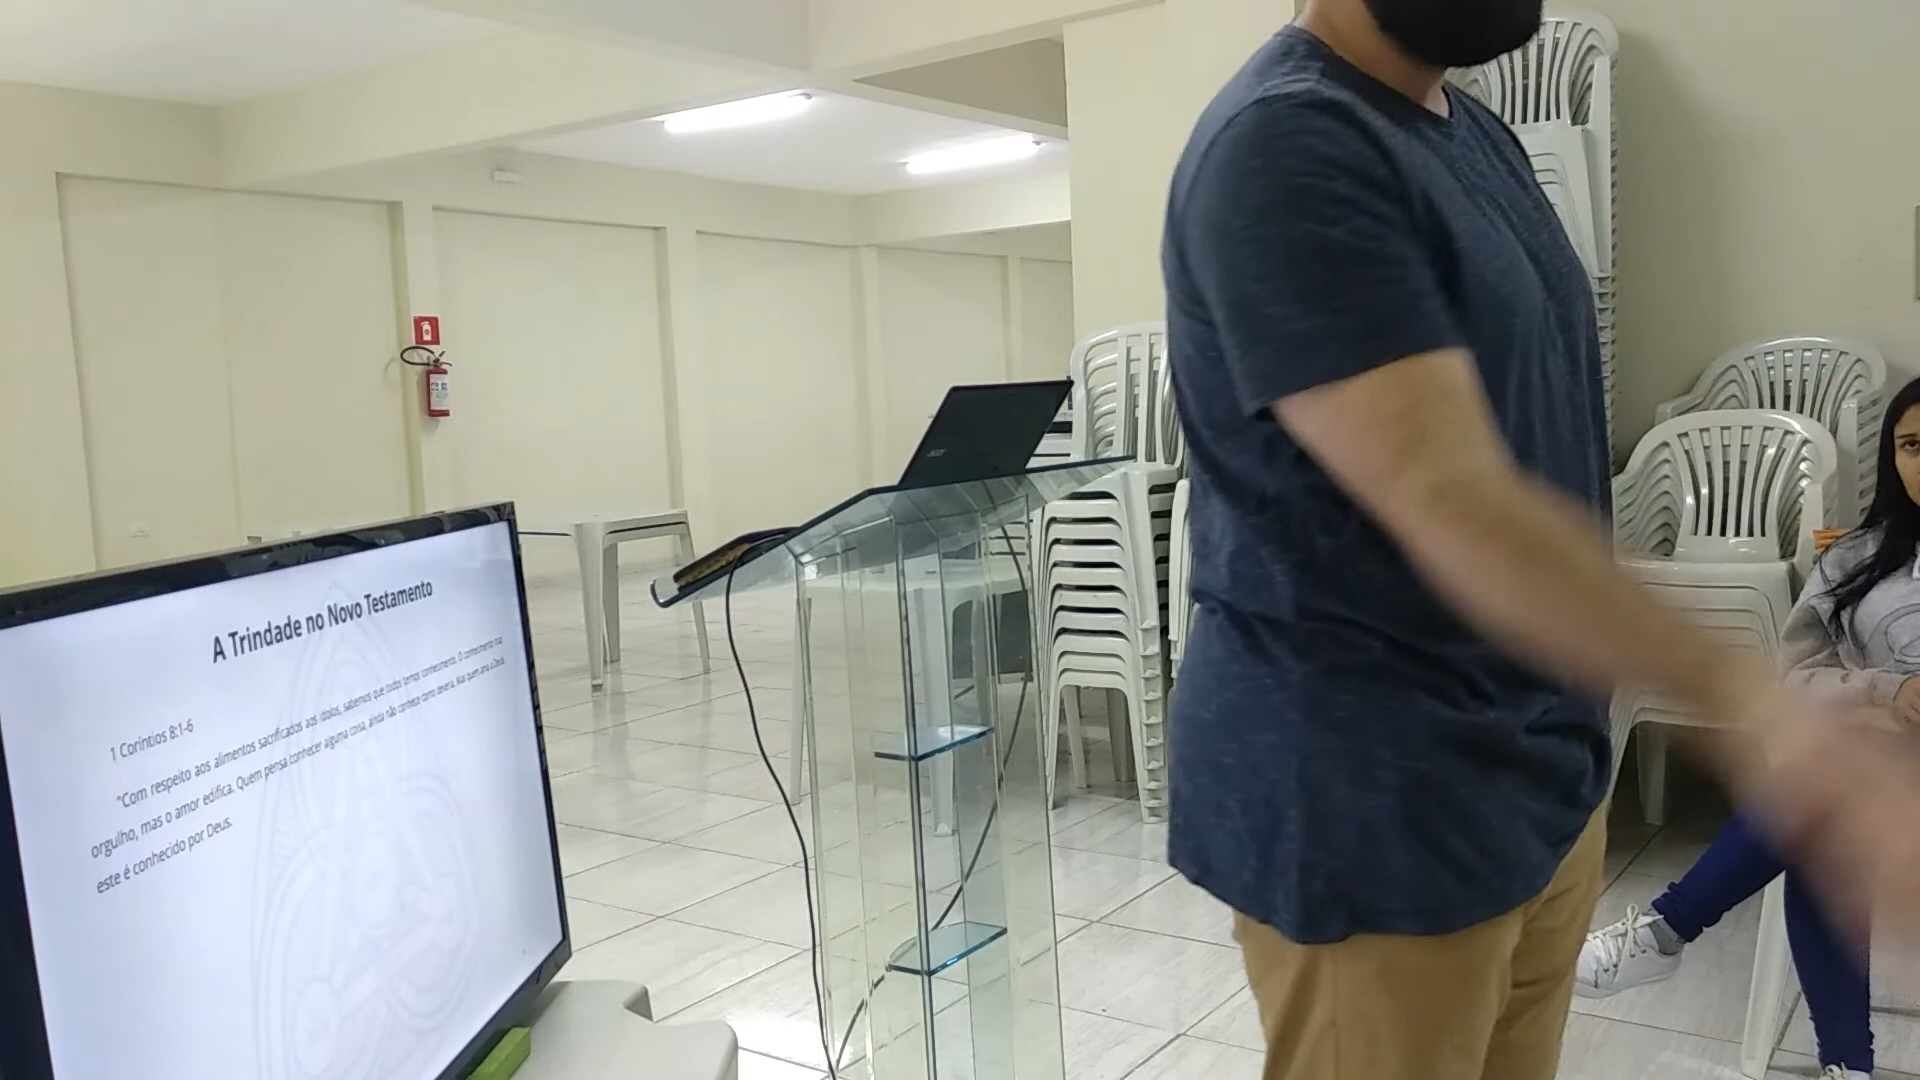 A Trindade no Novo Testamento
1 Coríntios 8:1-6
"Com respeito aos alimentos sacrificados aos ídolos, sabemos que todos temos conhecimento. O conhecimento traz
orgulho, mas o amor edifica. Quem pensa conhecer alguma coisa, ainda não conhece como deveria. Mas quem ama a Deus,
este é conhecido por Deus.
acer